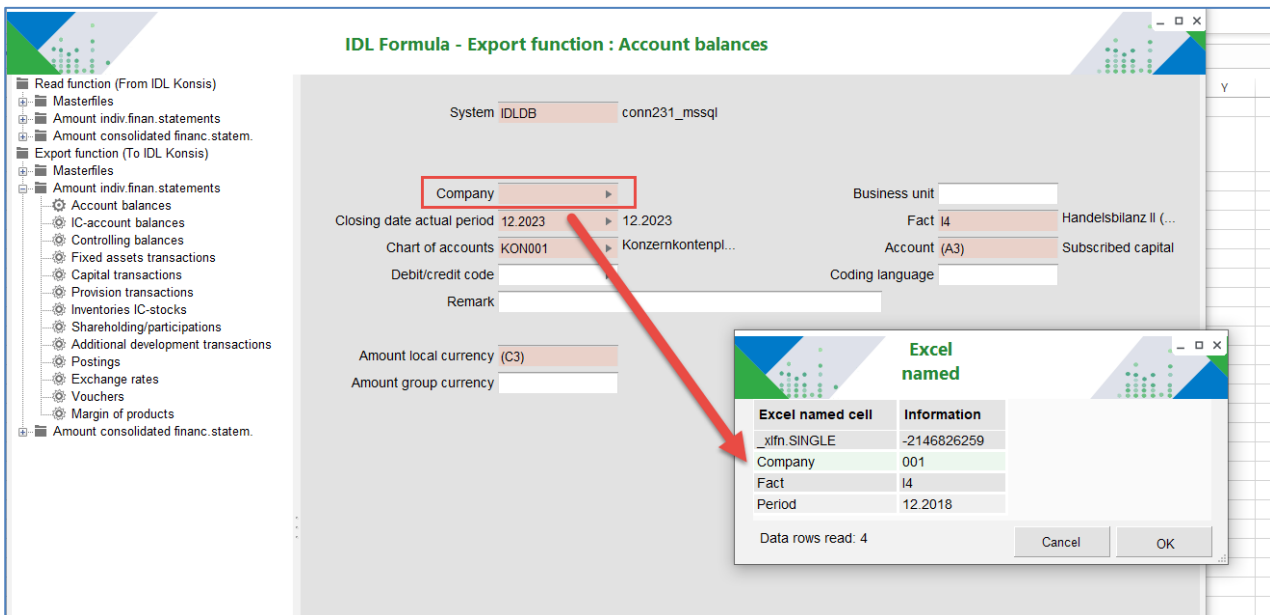 IDL Formula - Export function : Account balances
Read function (From IDL Konsis)
Masterfiles
Amount indiv.finan.statements
Amount consolidated financ.statem.
Export function (To IDL Konsis)
Masterfiles
Amount indiv.finan.statements
Account balances
IC-account balances
Controlling balances
Fixed assets transactions
Capital transactions
Provision transactions
Inventories IC-stocks
Shareholding/participations
Additional development transactions
Postings
Exchange rates
Vouchers
Margin of products
Amount consolidated financ.statem.
System IDLDB conn231_mssql
Company Business unit
Closing date actual period 12.2023 12.2023 Fact I4 Handelsbilanz II (...
Chart of accounts KON001 Konzernkontenpl... Account (A3) Subscribed capital
Debit/credit code Coding language
Remark
Amount local currency (C3)
Amount group currency
Excel
named
Excel named cell Information
_xlfn.SINGLE -2146826259
Company 001
Fact I4
Period 12.2018
Data rows read: 4 Cancel OK
Y